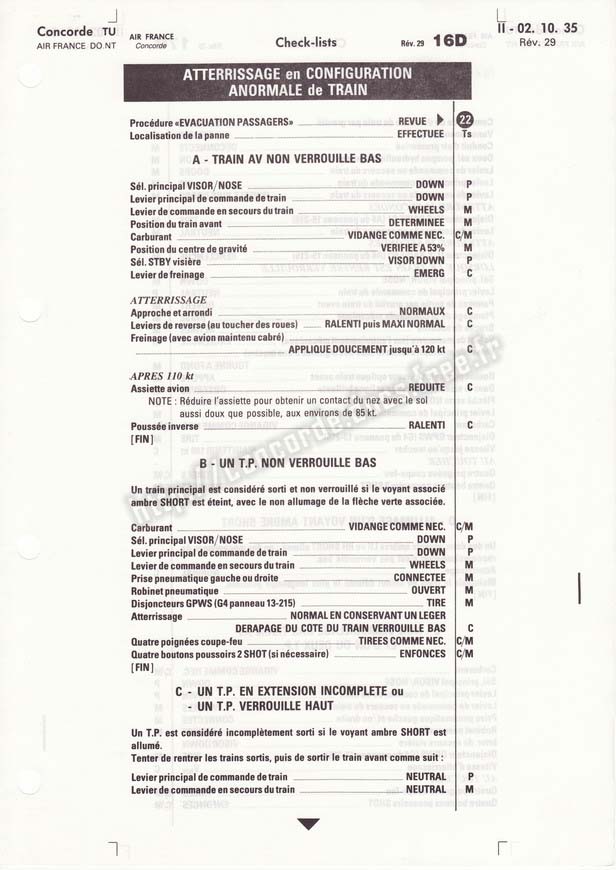 Concorde TU
AIR FRANCE DO.NT
AIR FRANCE
Concorde
Check-lists
Rév. 29 16D
II - 02. 10. 35
Rév. 29
ATTERRISSAGE en CONFIGURATION
ANORMALE de TRAIN
Procédure «EVACUATION PASSAGERS» REVUE 22
Localisation de la panne EFFECTUEE Ts
A - TRAIN AV NON VERROUILLE BAS
Sél. principal VISOR/NOSE DOWN P
Levier principal de commande de train DOWN P
Levier de commande en secours du train WHEELS M
Position du train avant DETERMINEE M
Carburant VIDANGE COMME NEC. C/M
Position du centre de gravité VERIFIEE A 53% M
Sél. STBY visière VISOR DOWN P
Levier de freinage EMERG C
ATTERRISSAGE
Approche et arrondi NORMAUX C
Leviers de reverse (au toucher des roues) RALENTI puis MAXI NORMAL C
Freinage (avec avion maintenu cabré)
APPLIQUE DOUCEMENT jusqu'à 120 kt C
APRES 110 kt
Assiette avion REDUITE C
NOTE : Réduire l'assiette pour obtenir un contact du nez avec le sol
aussi doux que possible, aux environs de 85 kt.
Poussée inverse RALENTI C
[FIN]
B - UN T.P. NON VERROUILLE BAS
Un train principal est considéré sorti et non verrouillé si le voyant associé
ambre SHORT est éteint, avec le non allumage de la flèche verte associée.
Carburant VIDANGE COMME NEC. C/M
Sél. principal VISOR/NOSE DOWN P
Levier principal de commande de train DOWN P
Levier de commande en secours du train WHEELS M
Prise pneumatique gauche ou droite CONNECTEE M
Robinet pneumatique OUVERT M
Disjoncteurs GPWS (G4 panneau 13-215) TIRE M
Atterrissage NORMAL EN CONSERVANT UN LEGER
DERAPAGE DU COTE DU TRAIN VERROUILLE BAS C
Quatre poignées coupe-feu TIREES COMME NEC. C/M
Quatre boutons poussoirs 2 SHOT (si nécessaire) ENFONCES C/M
[FIN]
C - UN T.P. EN EXTENSION INCOMPLETE ou
- UN T.P. VERROUILLE HAUT
Un T.P. est considéré incomplètement sorti si le voyant ambre SHORT est
allumé.
Tenter de rentrer les trains sortis, puis de sortir le train avant comme suit :
Levier principal de commande de train NEUTRAL P
Levier de commande en secours du train NEUTRAL M